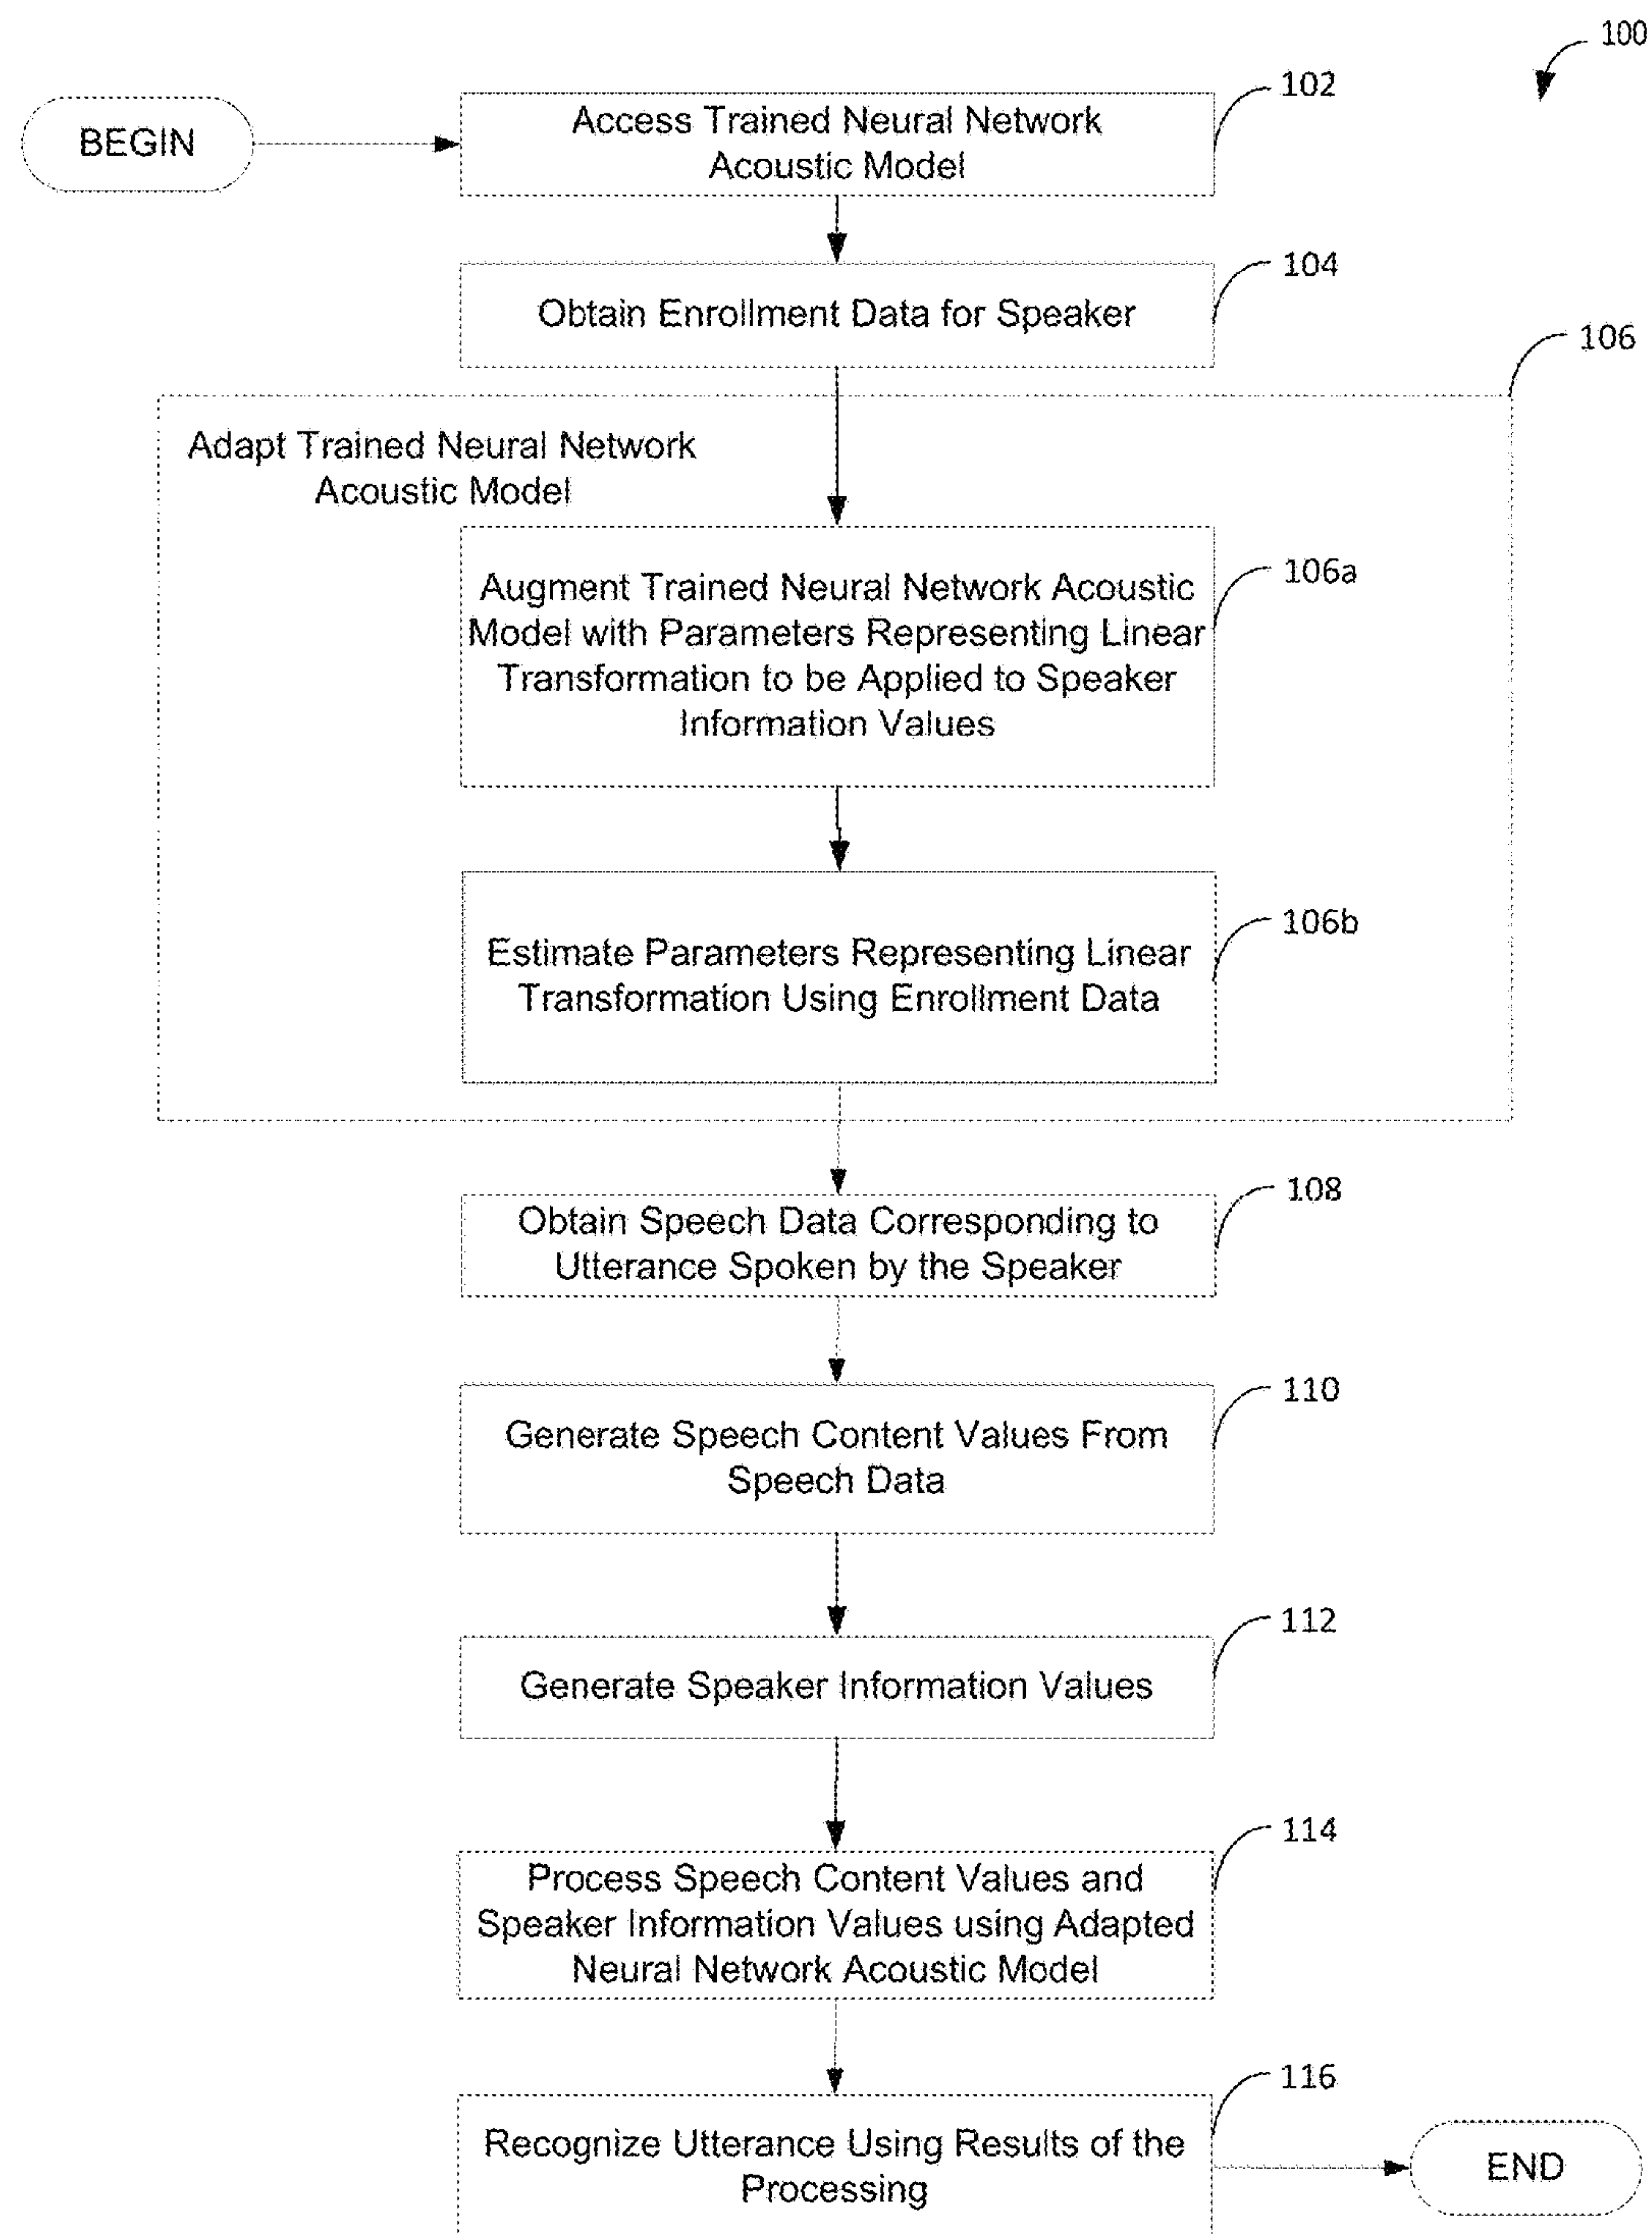 100
BEGIN
102
Access Trained Neural Network
Acoustic Model
104
Obtain Enrollment Data for Speaker
106
Adapt Trained Neural Network
Acoustic Model
106a
Augment Trained Neural Network Acoustic
Model with Parameters Representing Linear
Transformation to be Applied to Speaker
Information Values
106b
Estimate Parameters Representing Linear
Transformation Using Enrollment Data
108
Obtain Speech Data Corresponding to
Utterance Spoken by the Speaker
110
Generate Speech Content Values From
Speech Data
112
Generate Speaker Information Values
114
Process Speech Content Values and
Speaker Information Values using Adapted
Neural Network Acoustic Model
116
Recognize Utterance Using Results of the
Processing
END